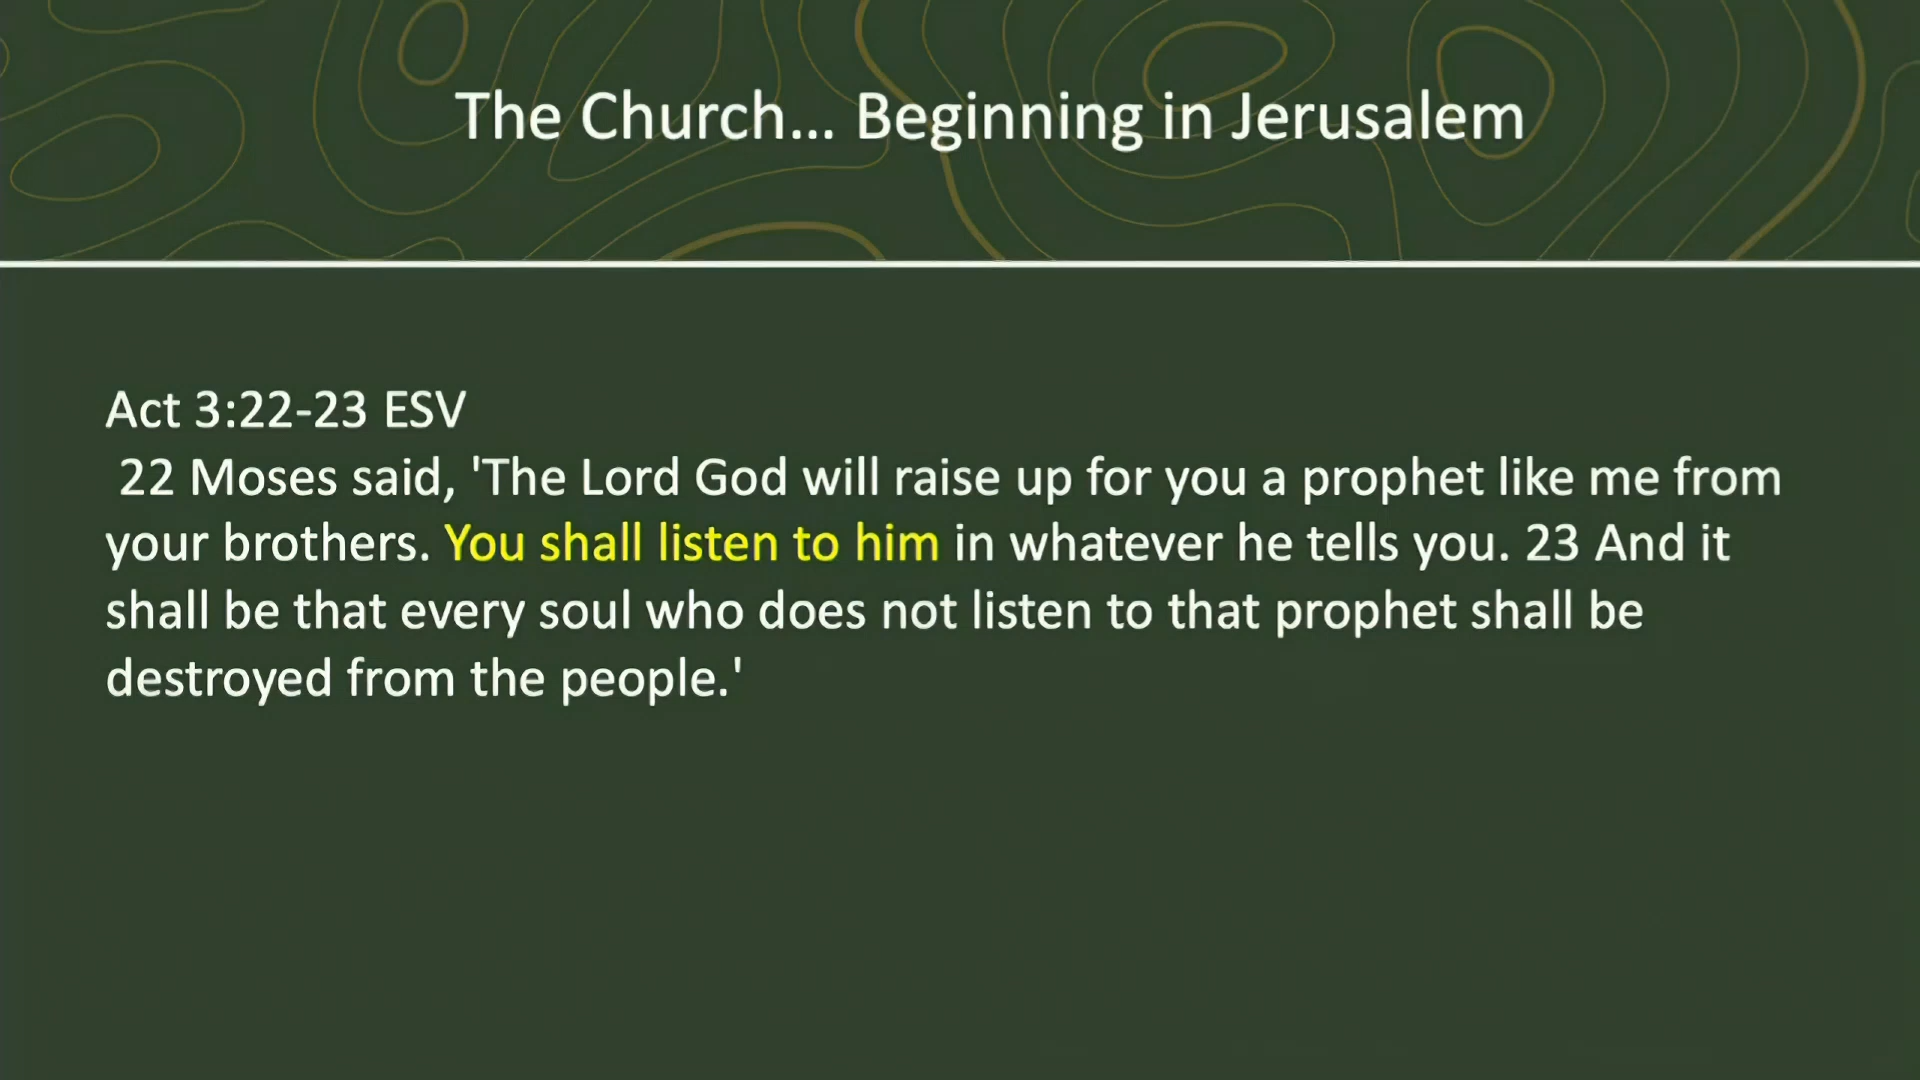 The Church... Beginning in Jerusalem
Act 3:22-23 ESV
22 Moses said, 'The Lord God will raise up for you a prophet like me from
your brothers. You shall listen to him in whatever he tells you. 23 And it
shall be that every soul who does not listen to that prophet shall be
destroyed from the people.'